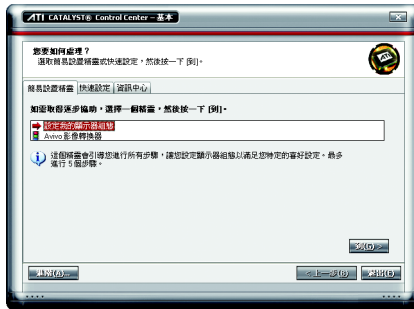 ATI CATALYST® Control Center – 基本
您要如何處理？
選取簡易設置精靈或快速設定，然後按一下 [到]。
簡易設置精靈 快速設定 資訊中心
如要取得逐步協助，選擇一個精靈，然後按一下 [到]。
設定我的顯示器組態
Avivo 影像轉換器
這個精靈會引導您進行所有步驟，讓您設定顯示器組態以滿足您特定的喜好設定。最多
進行 5 個步驟。
到(G) >
進階(A)...
< 上一步(B)